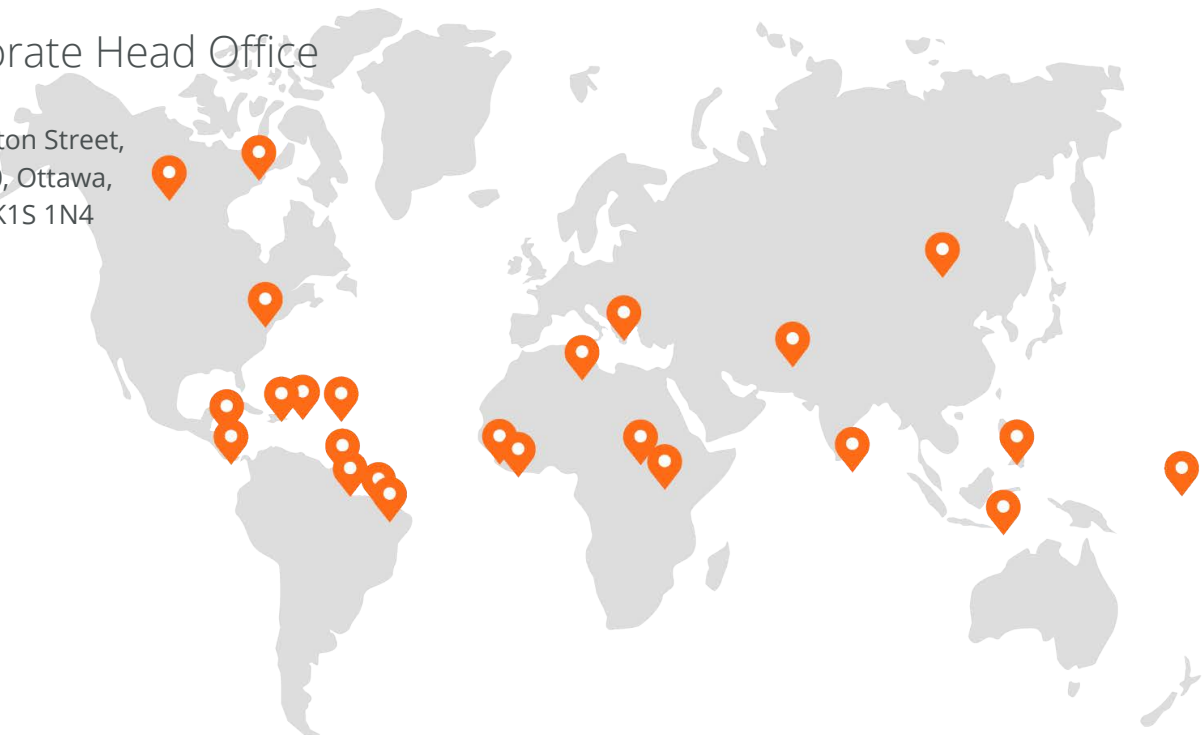 orate Head Office
ton Street,
, Ottawa,
K1S 1N4